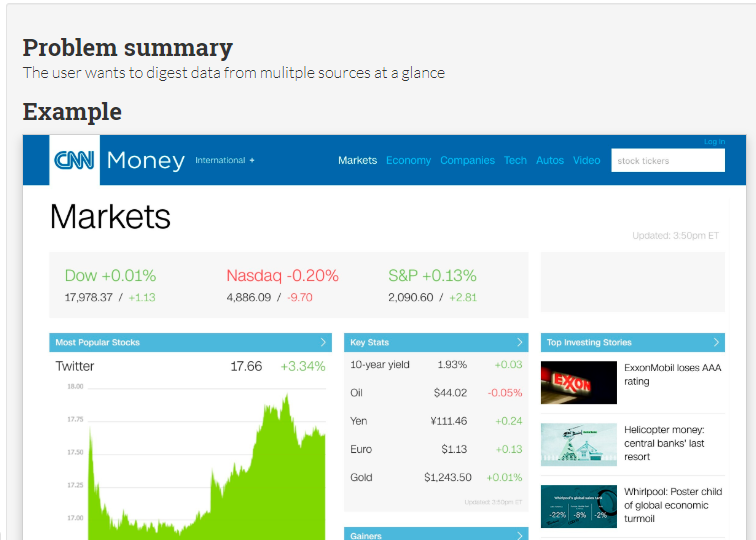 Problem summary
The user wants to digest data from mulitple sources at a glance
Example
Log In
CNN Money International + Markets Economy Companies Tech Autos Video stock tickers
Markets
Updated: 3:50pm ET
Dow +0.01% Nasdaq -0.20% S&P +0.13%
17,978.37 / +1.13 4,886.09 / -9.70 2,090.60 / +2.81
Most Popular Stocks
Twitter 17.66 +3.34%
18.00
17.75
17.50
17.25
17.00
Key Stats
10-year yield 1.93% +0.03
Oil $44.02 -0.05%
Yen ¥111.46 +0.24
Euro $1.13 +0.13
Gold $1,243.50 +0.01%
Updated 3:50pm ET
Gainers
Top Investing Stories
EXXON
ExxonMobil loses AAA
rating
Helicopter money:
central banks' last
resort
Whirlpool's global sales tank
-22% -8% -2%
Whirlpool: Poster child
of global economic
turmoil